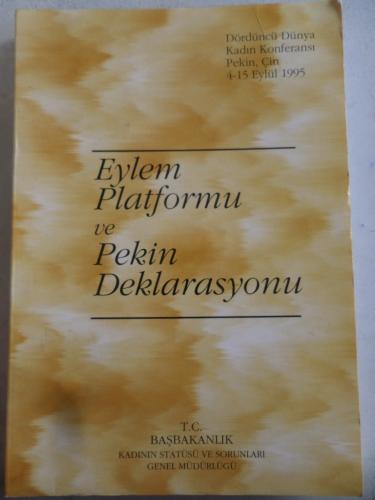 Dördüncü Dünya
Kadın Konferansı
Pekin, Çin
4-15 Eylül 1995
Eylem
Platformu
ve
Pekin
Deklarasyonu
T.C.
BAŞBAKANLIK
KADININ STATÜSÜ VE SORUNLARI
GENEL MÜDÜRLÜĞÜ